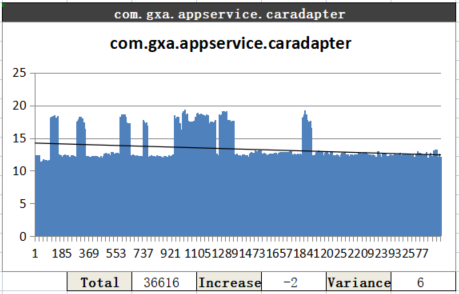 com.gxa.appservice.caradapter
com.gxa.appservice.caradapter
25
20
15
10
5
0
1 185 369 553 737 921 1105 1289 1473 1657 1841 2025 2209 2393 2577
Total 36616 Increase -2 Variance 6